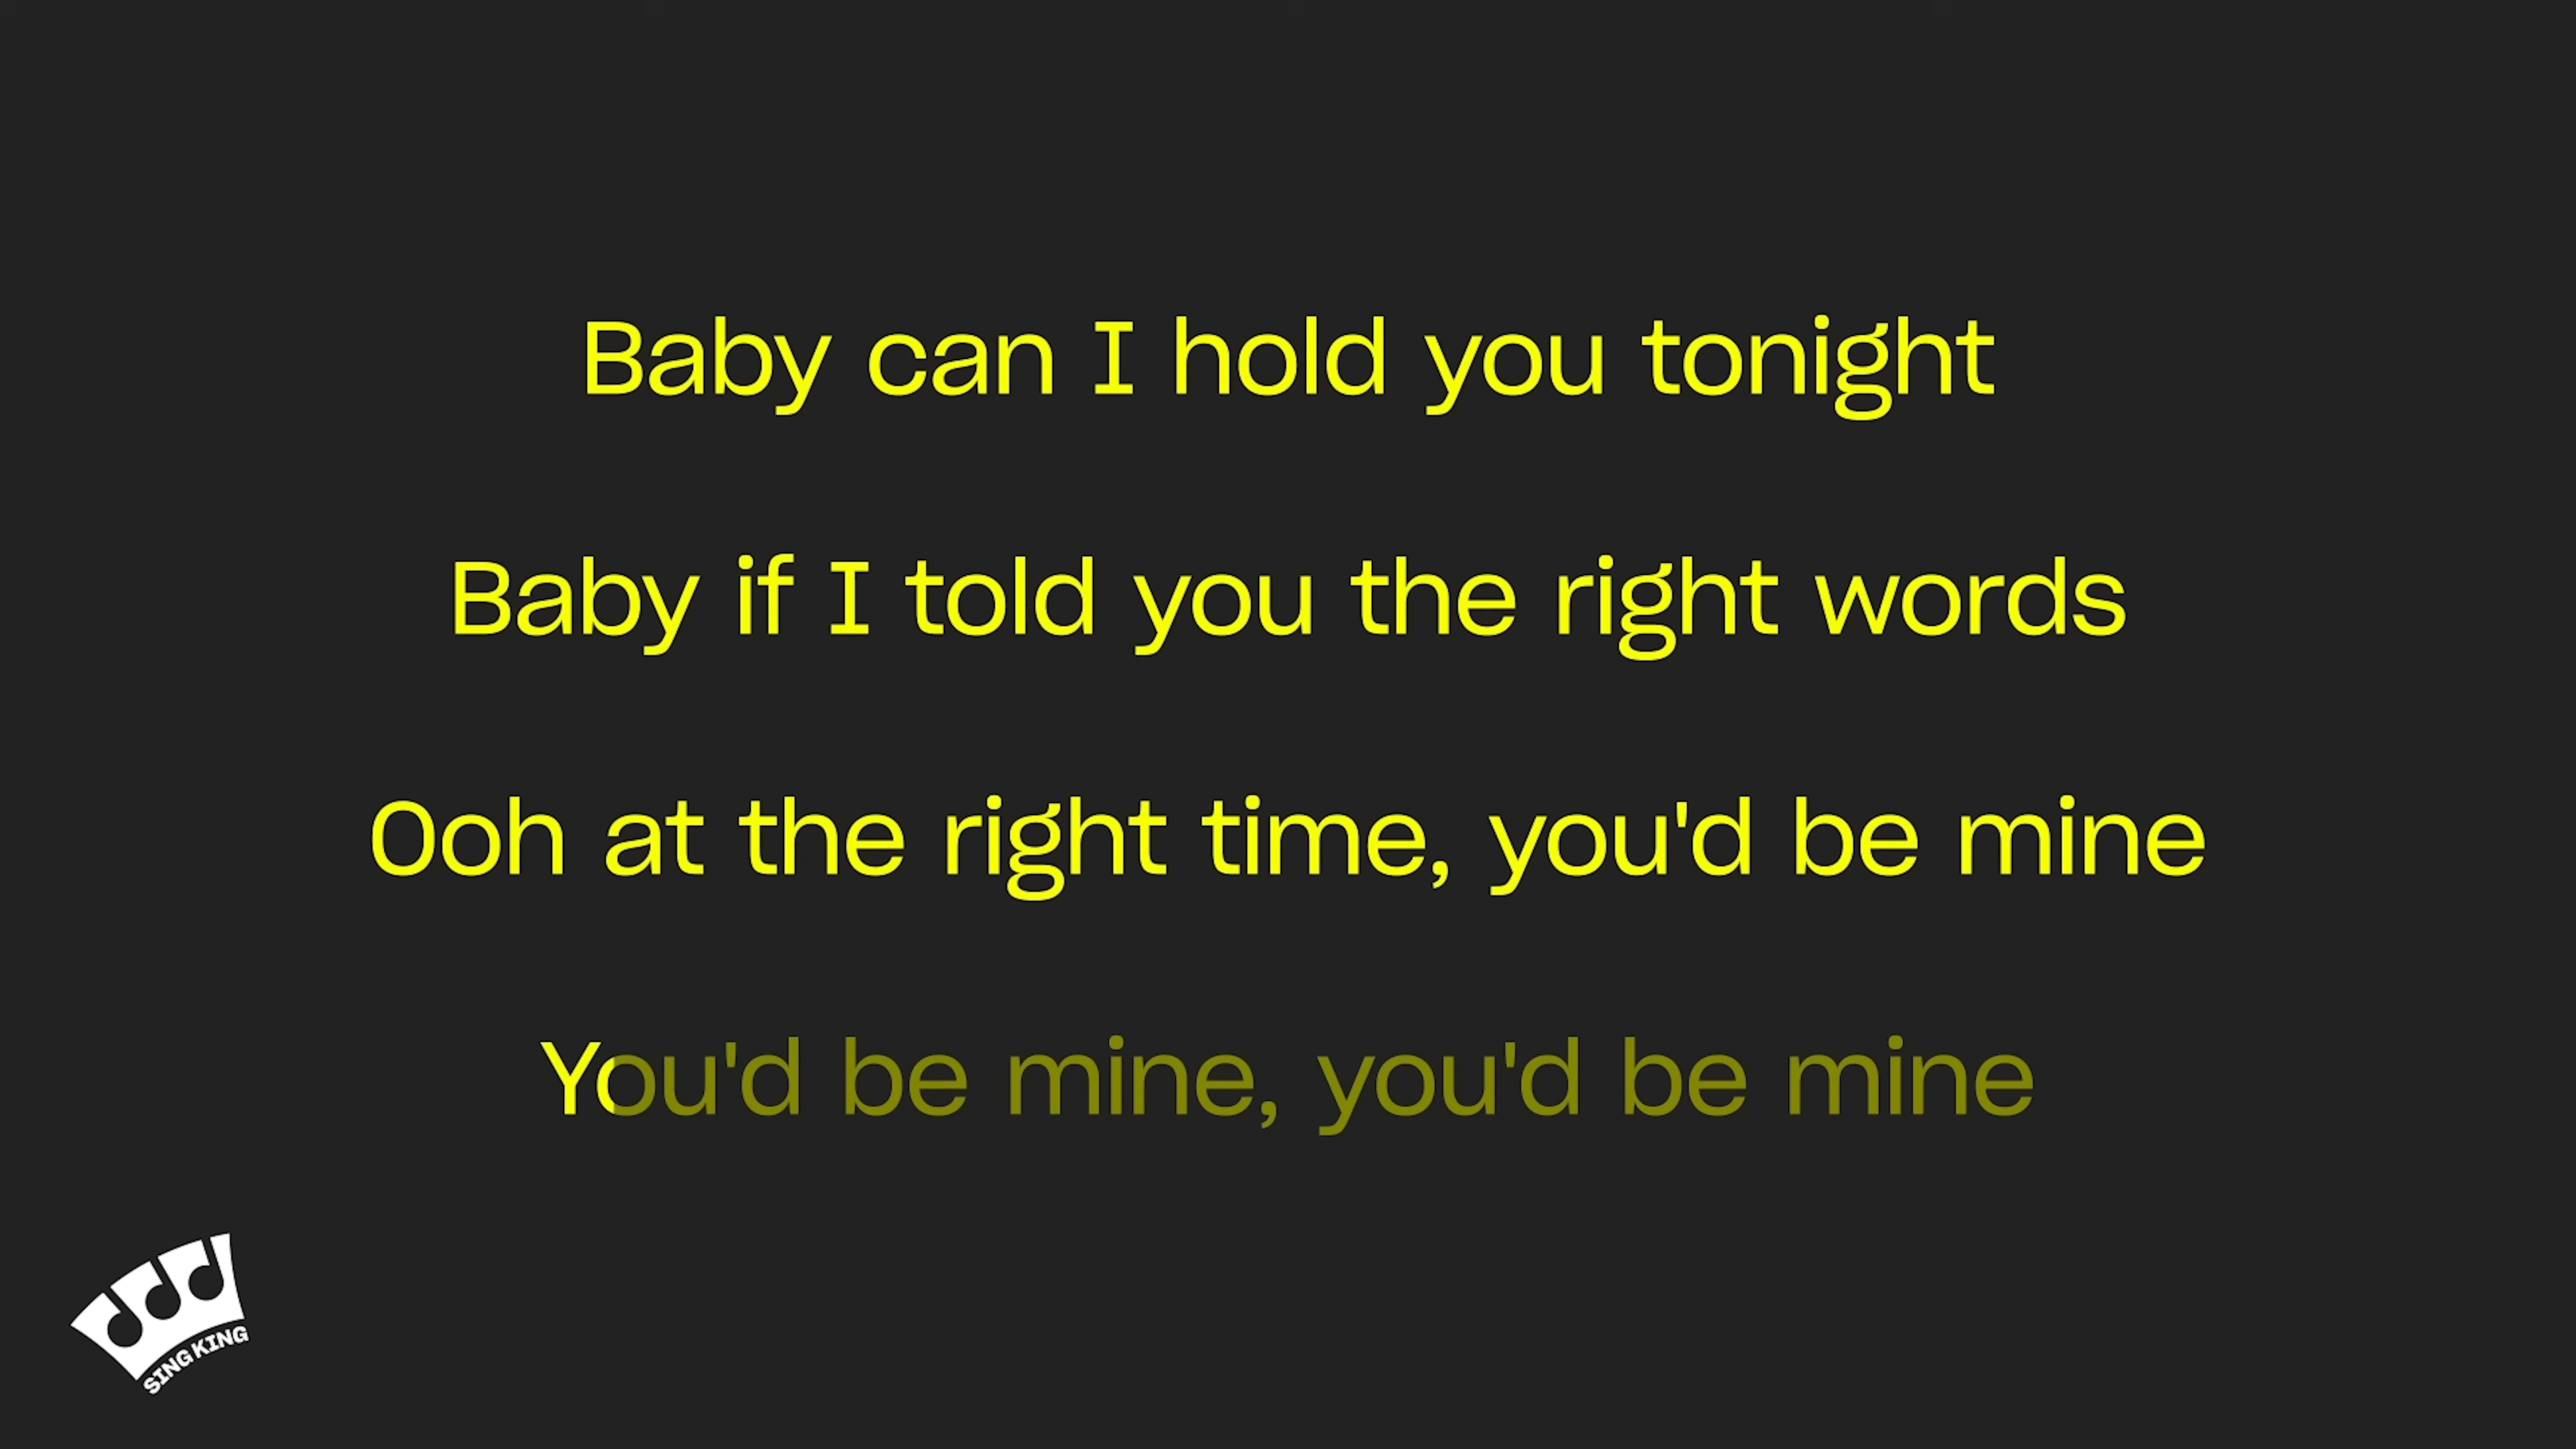 Baby can I hold you tonight
Baby if I told you the right words
Ooh at the right time, you'd be mine
You'd be mine, you'd be mine
SING KING